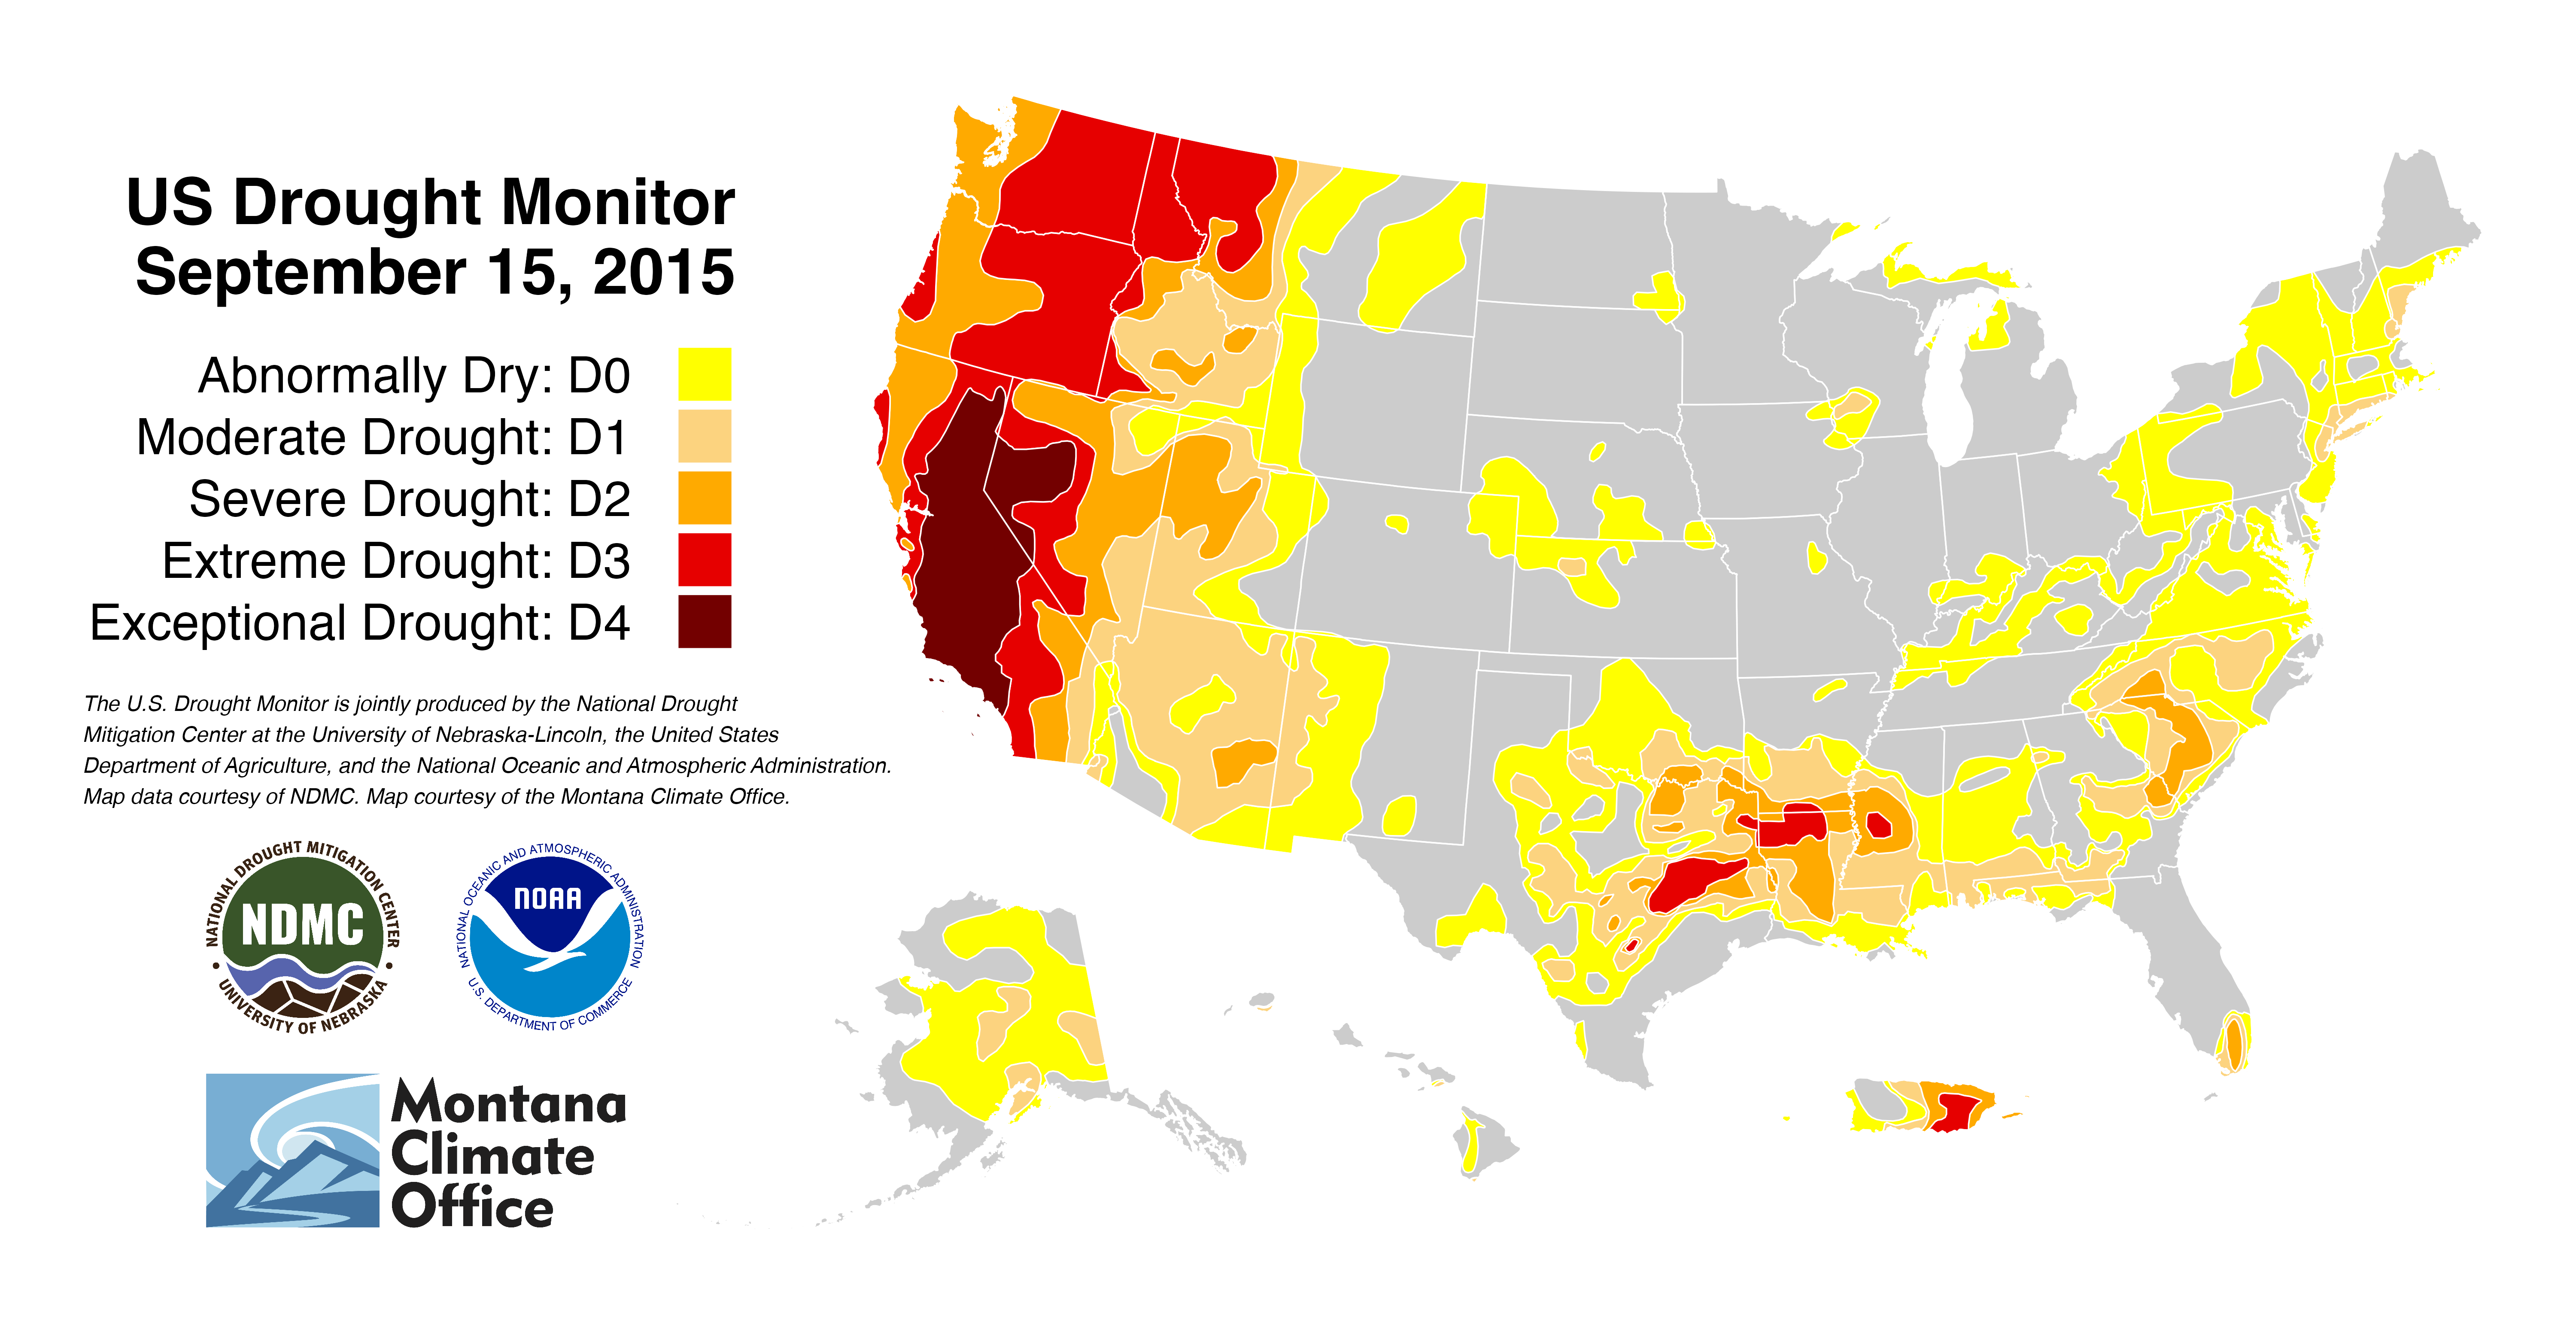 US Drought Monitor
September 15, 2015
Abnormally Dry: D0
Moderate Drought: D1
Severe Drought: D2
Extreme Drought: D3
Exceptional Drought: D4
The U.S. Drought Monitor is jointly produced by the National Drought
Mitigation Center at the University of Nebraska-Lincoln, the United States
Department of Agriculture, and the National Oceanic and Atmospheric Administration.
Map data courtesy of NDMC. Map courtesy of the Montana Climate Office.
NATIONAL DROUGHT MITIGATION CENTER
NDMC
• UNIVERSITY OF NEBRASKA •
NATIONAL OCEANIC AND ATMOSPHERIC ADMINISTRATION
NOAA
U.S. DEPARTMENT OF COMMERCE
Montana
Climate
Office